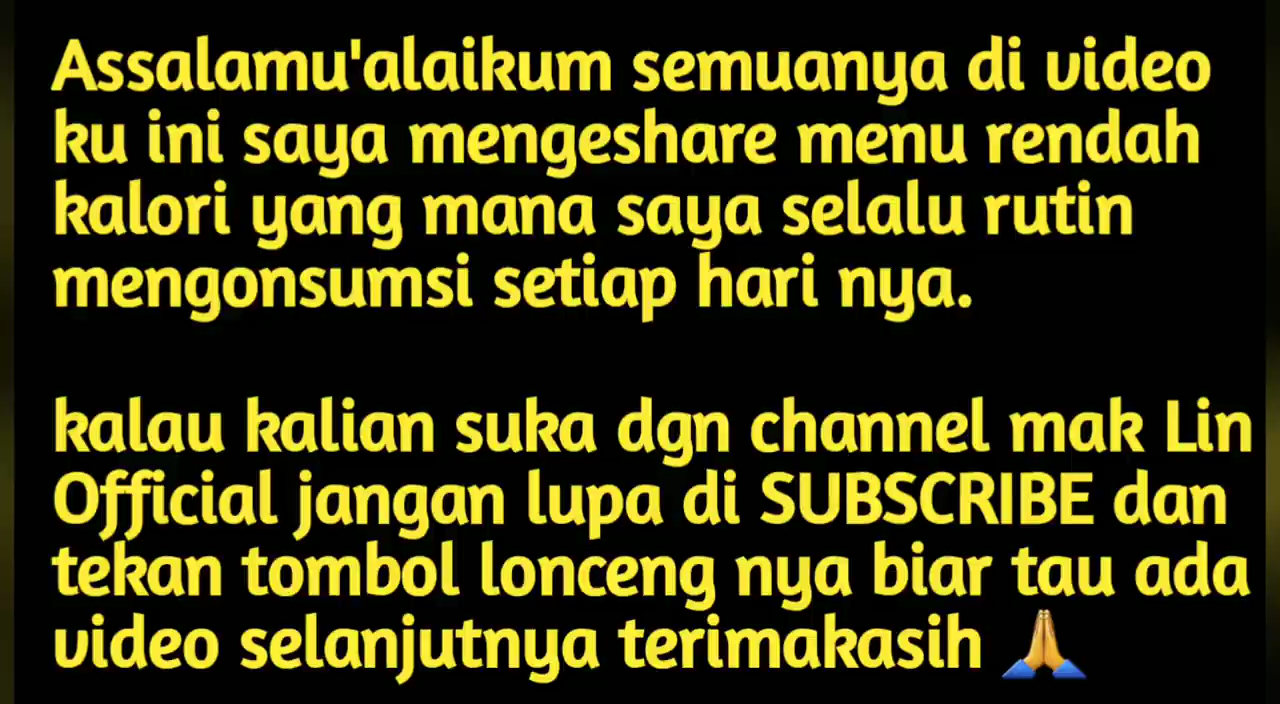 Assalamu'alaikum semuanya di video
ku ini saya mengeshare menu rendah
kalori yang mana saya selalu rutin
mengonsumsi setiap hari nya.
kalau kalian suka dgn channel mak Lin
Official jangan lupa di SUBSCRIBE dan
tekan tombol lonceng nya biar tau ada
video selanjutnya terimakasih 🙏